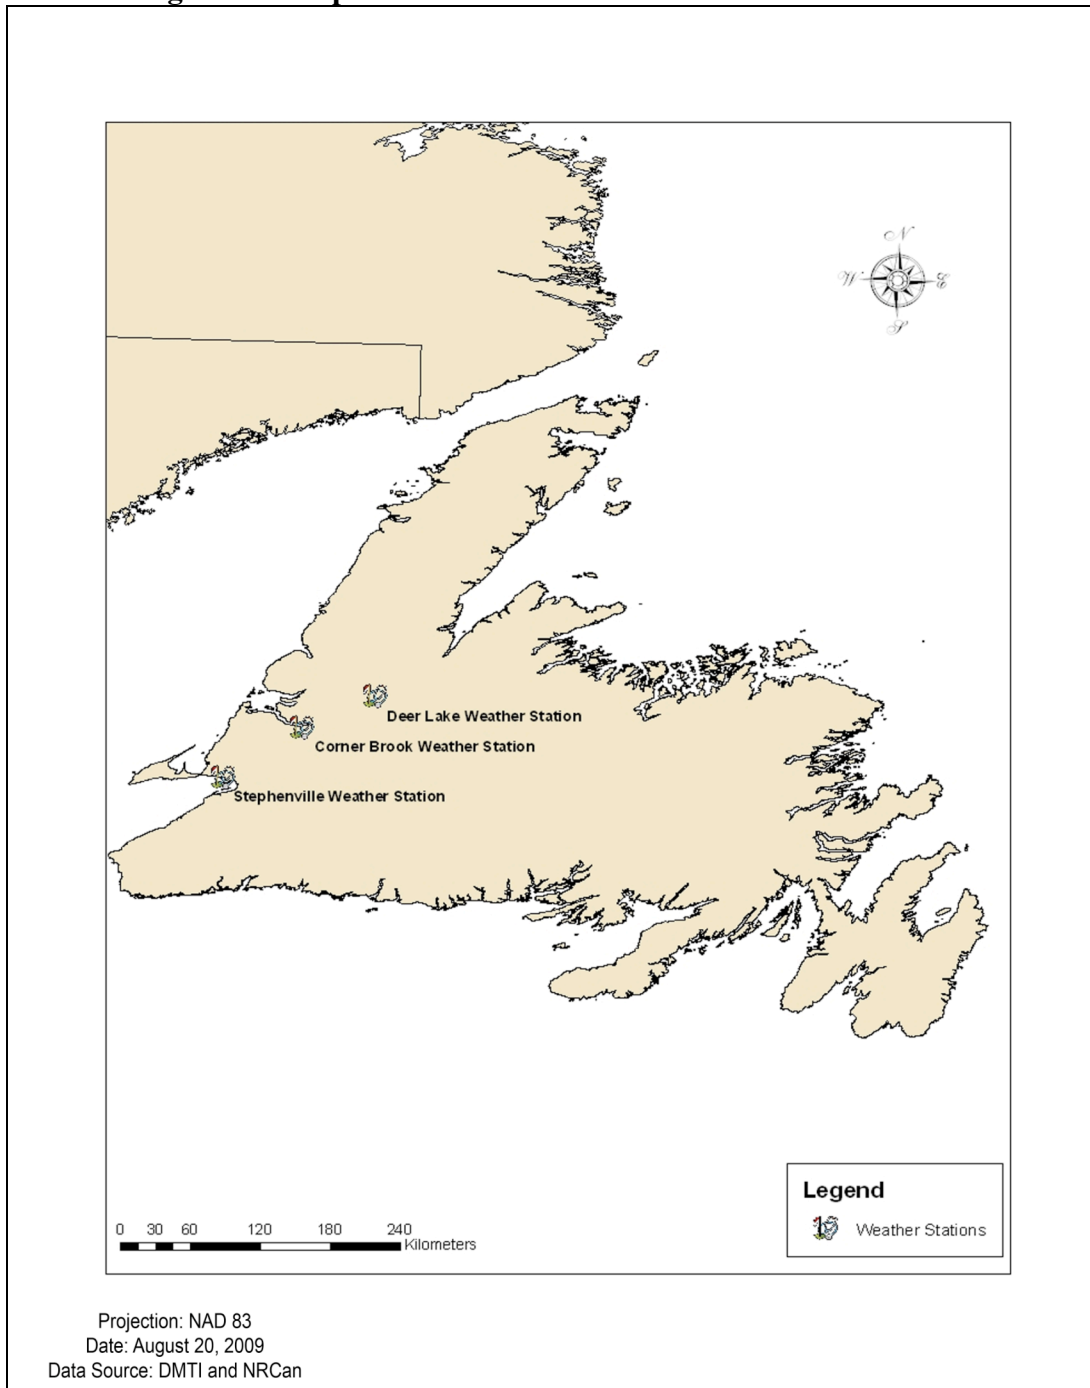 N
W
E
S
Deer Lake Weather Station
Corner Brook Weather Station
Stephenville Weather Station
Legend
Weather Stations
0 30 60 120 180 240
Kilometers
Projection: NAD 83
Date: August 20, 2009
Data Source: DMTI and NRCan